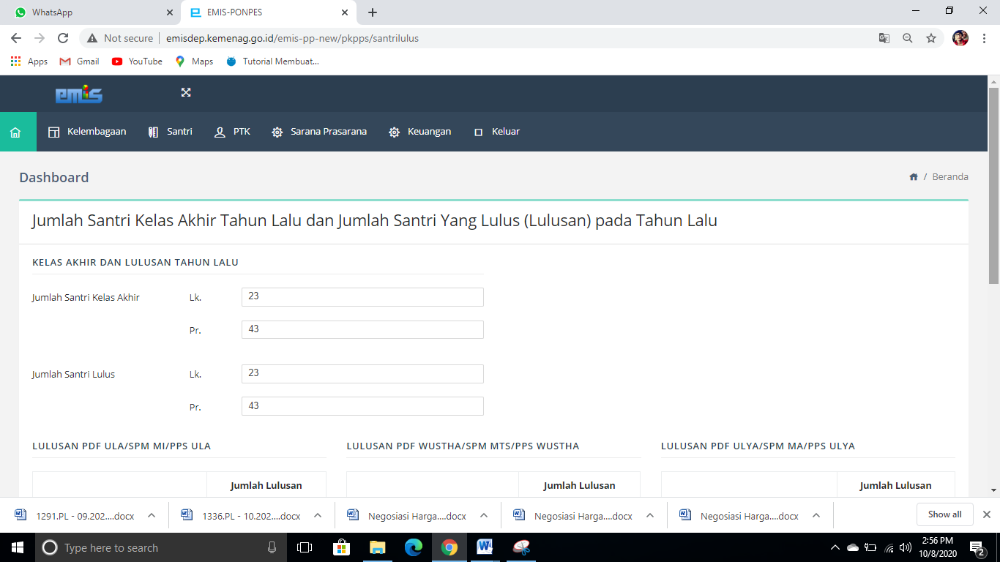 WhatsApp
EMIS-PONPES
Not secure
emisdep.kemenag.go.id/emis-pp-new/pkpps/santrilulus
Apps
Gmail
YouTube
Maps
Tutorial Membuat...
emis
Kelembagaan
Santri
PTK
Sarana Prasarana
Keuangan
Keluar
Dashboard
/ Beranda
Jumlah Santri Kelas Akhir Tahun Lalu dan Jumlah Santri Yang Lulus (Lulusan) pada Tahun Lalu
KELAS AKHIR DAN LULUSAN TAHUN LALU
Jumlah Santri Kelas Akhir Lk. 23
Pr. 43
Jumlah Santri Lulus Lk. 23
Pr. 43
LULUSAN PDF ULA/SPM MI/PPS ULA
Jumlah Lulusan
LULUSAN PDF WUSTHA/SPM MTS/PPS WUSTHA
Jumlah Lulusan
LULUSAN PDF ULYA/SPM MA/PPS ULYA
Jumlah Lulusan
1291.PL - 09.202....docx
1336.PL - 10.202....docx
Negosiasi Harga....docx
Negosiasi Harga....docx
Negosiasi Harga....docx
Show all
Type here to search
2:56 PM
10/8/2020
2